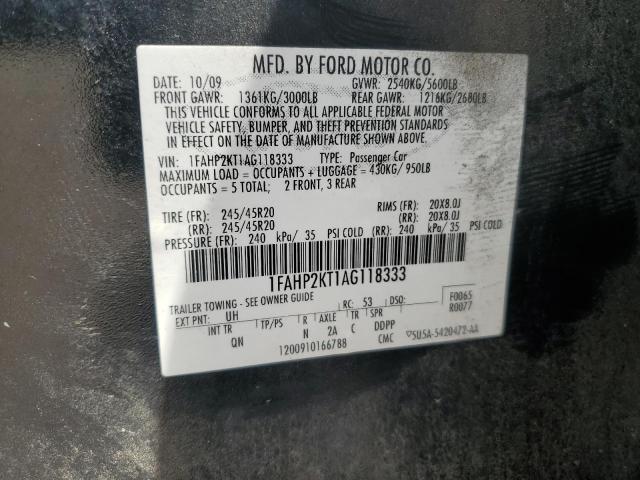 MFD. BY FORD MOTOR CO.
DATE: 10/09 GVWR: 2540KG/5600LB
FRONT GAWR: 1361KG/3000LB REAR GAWR: 1216KG/2680LB
THIS VEHICLE CONFORMS TO ALL APPLICABLE FEDERAL MOTOR
VEHICLE SAFETY, BUMPER, AND THEFT PREVENTION STANDARDS
IN EFFECT ON THE DATE OF MANUFACTURE SHOWN ABOVE.
VIN: 1FAHP2KT1AG118333 TYPE: Passenger Car
MAXIMUM LOAD = OCCUPANTS + LUGGAGE = 430KG/950LB
OCCUPANTS = 5 TOTAL; 2 FRONT, 3 REAR
TIRE (FR): 245/45R20 RIMS (FR): 20X8.0J
(RR): 245/45R20 (RR): 20X8.0J
PRESSURE (FR): 240 kPa/ 35 PSI COLD (RR): 240 kPa/ 35 PSI COLD
1FAHP2KT1AG118333
TRAILER TOWING - SEE OWNER GUIDE
EXT PNT: UH RC: 53 DSO: F0065
R0077
INT TR TP/PS R AXLE TR SPR
QN N 2A C DDPP
1200910166788 CMC ▽5U5A-5420472-AA